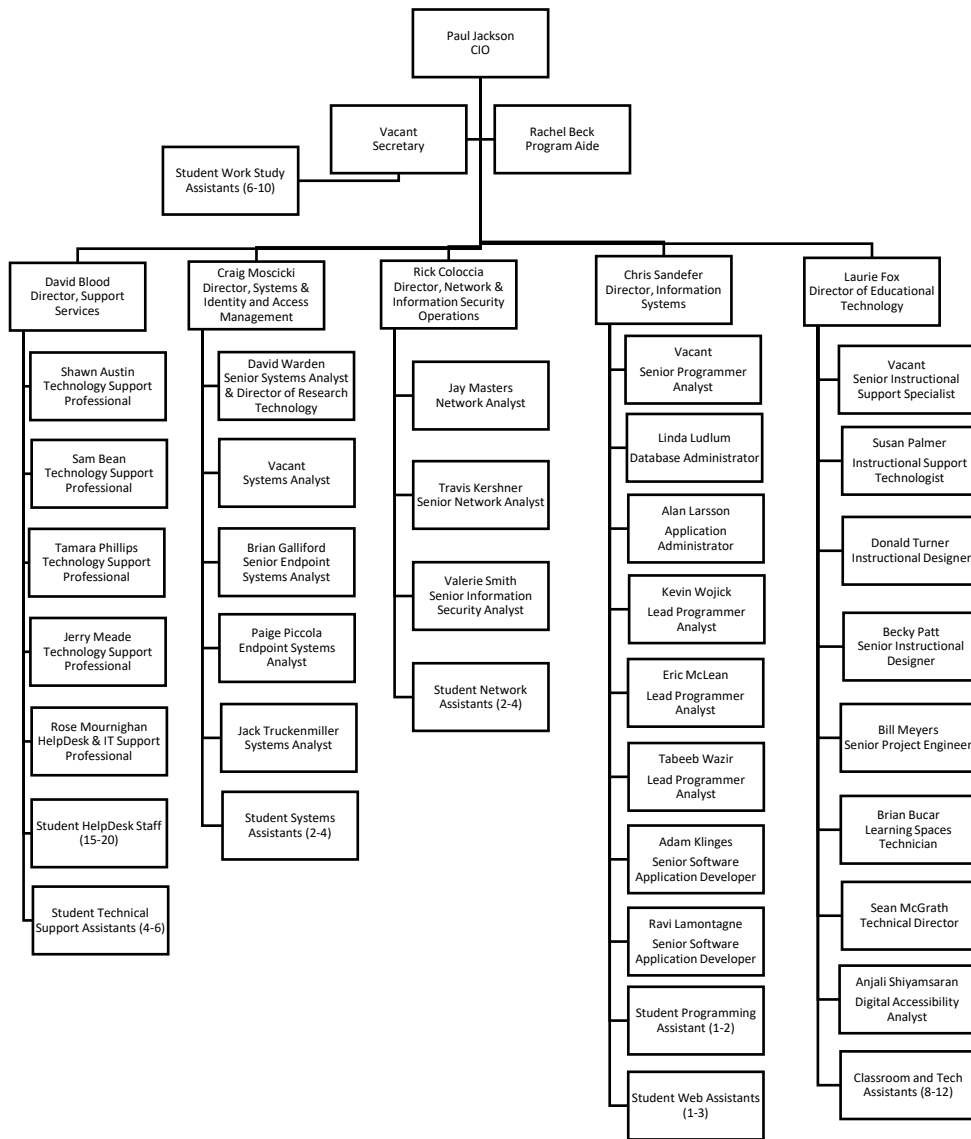 Paul Jackson
CIO
Vacant
Secretary
Rachel Beck
Program Aide
Student Work Study
Assistants (6-10)
David Blood
Director, Support
Services
Shawn Austin
Technology Support
Professional
Sam Bean
Technology Support
Professional
Tamara Phillips
Technology Support
Professional
Jerry Meade
Technology Support
Professional
Rose Mournighan
HelpDesk & IT Support
Professional
Student HelpDesk Staff
(15-20)
Student Technical
Support Assistants (4-6)
Craig Moscicki
Director, Systems &
Identity and Access
Management
David Warden
Senior Systems Analyst
& Director of Research
Technology
Vacant
Systems Analyst
Brian Galliford
Senior Endpoint
Systems Analyst
Paige Piccola
Endpoint Systems
Analyst
Jack Truckenmiller
Systems Analyst
Student Systems
Assistants (2-4)
Rick Coloccia
Director, Network &
Information Security
Operations
Jay Masters
Network Analyst
Travis Kershner
Senior Network Analyst
Valerie Smith
Senior Information
Security Analyst
Student Network
Assistants (2-4)
Chris Sandefer
Director, Information
Systems
Vacant
Senior Programmer
Analyst
Linda Ludlum
Database Administrator
Alan Larsson
Application
Administrator
Kevin Wojick
Lead Programmer
Analyst
Eric McLean
Lead Programmer
Analyst
Tabeeb Wazir
Lead Programmer
Analyst
Adam Klinges
Senior Software
Application Developer
Ravi Lamontagne
Senior Software
Application Developer
Student Programming
Assistant (1-2)
Student Web Assistants
(1-3)
Laurie Fox
Director of Educational
Technology
Vacant
Senior Instructional
Support Specialist
Susan Palmer
Instructional Support
Technologist
Donald Turner
Instructional Designer
Becky Patt
Senior Instructional
Designer
Bill Meyers
Senior Project Engineer
Brian Bucar
Learning Spaces
Technician
Sean McGrath
Technical Director
Anjali Shiyamsaran
Digital Accessibility
Analyst
Classroom and Tech
Assistants (8-12)